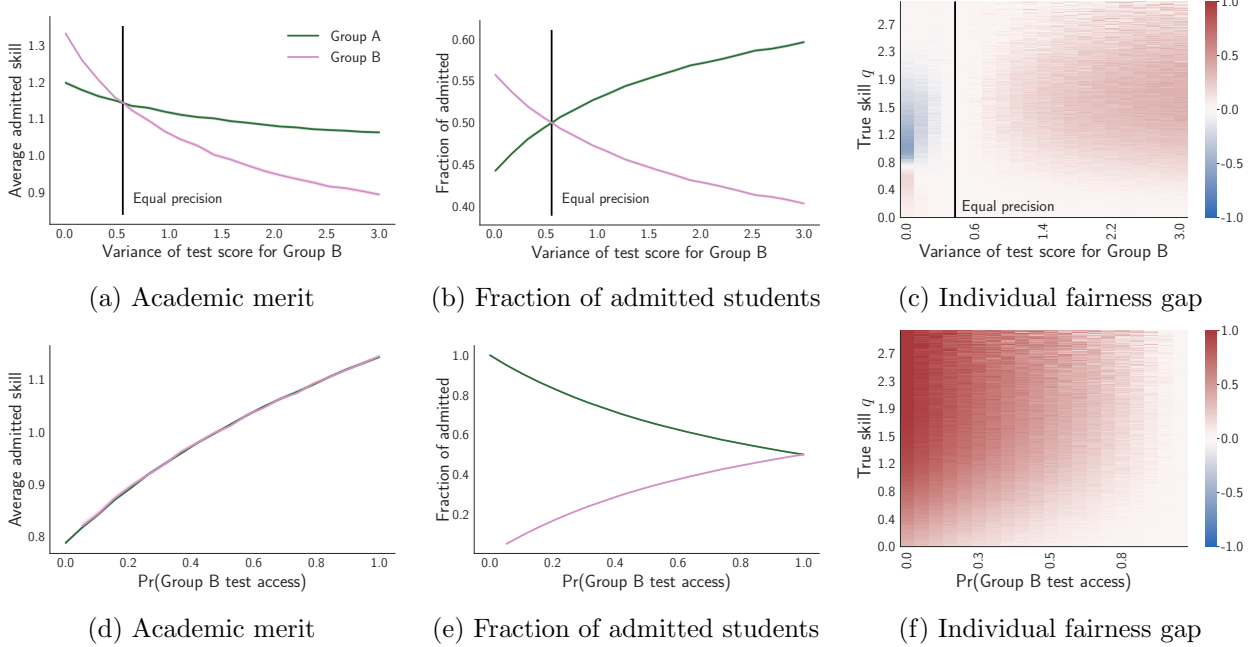 Average admitted skill
1.3
1.2
1.1
1.0
0.9
Group A
Group B
Equal precision
0.0 0.5 1.0 1.5 2.0 2.5 3.0
Variance of test score for Group B
(a) Academic merit
Fraction of admitted
0.60
0.55
0.50
0.45
0.40
Equal precision
0.0 0.5 1.0 1.5 2.0 2.5 3.0
Variance of test score for Group B
(b) Fraction of admitted students
True skill q
2.7
2.3
1.9
1.5
1.2
0.8
0.4
0.0
Equal precision
0.0 0.6 1.4 2.2 3.0
Variance of test score for Group B
1.0
0.5
0.0
-0.5
-1.0
(c) Individual fairness gap
Average admitted skill
1.1
1.0
0.9
0.8
0.0 0.2 0.4 0.6 0.8 1.0
Pr(Group B test access)
(d) Academic merit
Fraction of admitted
1.0
0.8
0.6
0.4
0.2
0.0 0.2 0.4 0.6 0.8 1.0
Pr(Group B test access)
(e) Fraction of admitted students
True skill q
2.7
2.3
1.9
1.5
1.2
0.8
0.4
0.0
0.0 0.3 0.5 0.8
Pr(Group B test access)
1.0
0.5
0.0
-0.5
-1.0
(f) Individual fairness gap